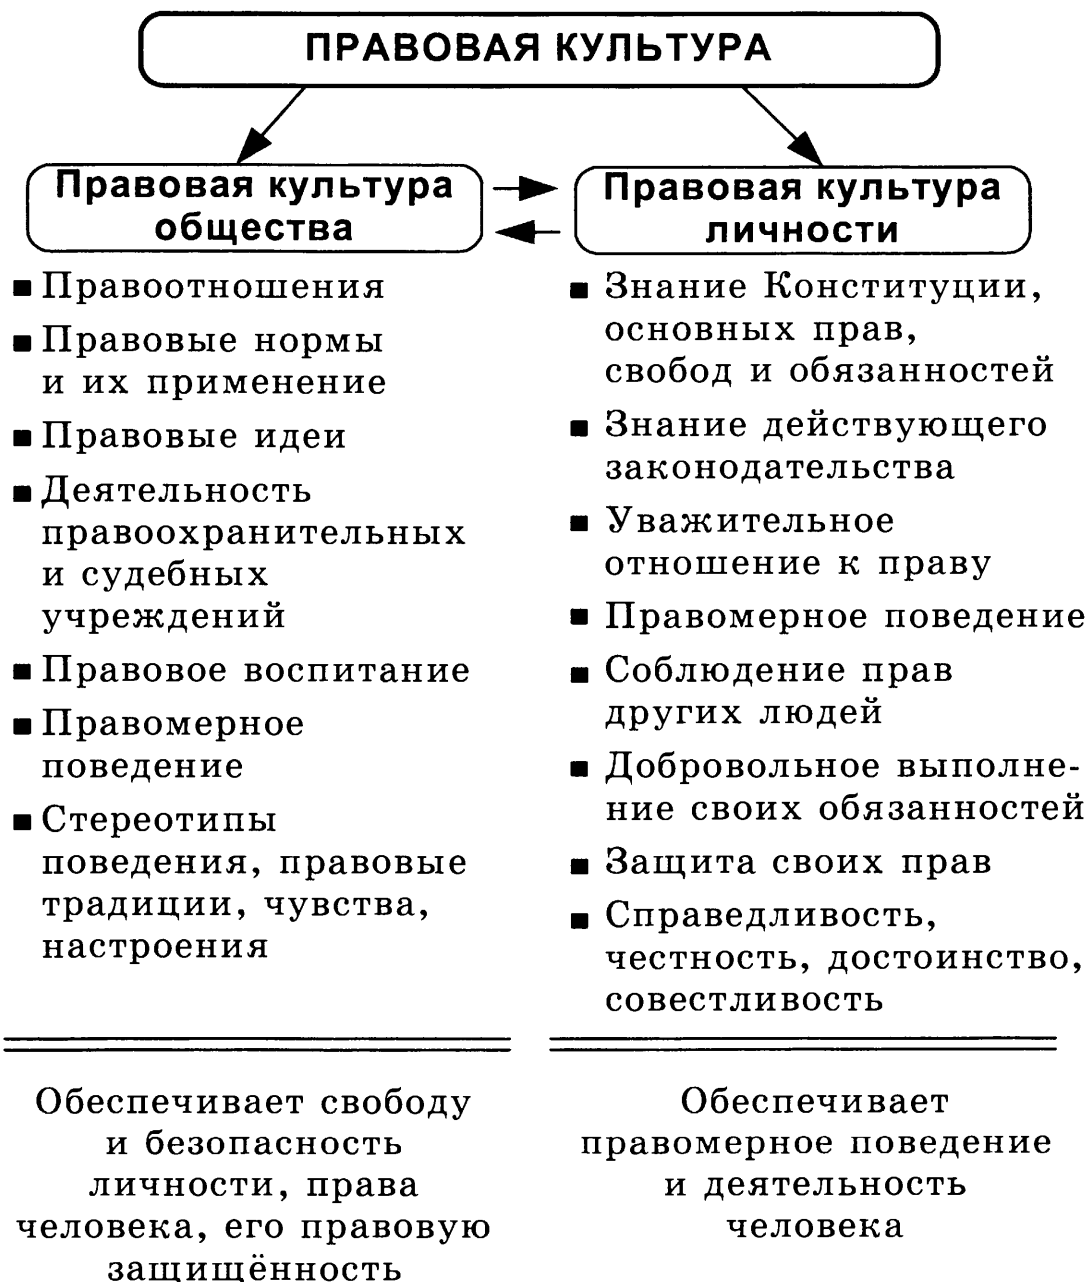 ПРАВОВАЯ КУЛЬТУРА
Правовая культура
общества
Правовая культура
личности
Правоотношения
Правовые нормы
и их применение
Правовые идеи
Деятельность
правоохранительных
и судебных
учреждений
Правовое воспитание
Правомерное
поведение
Стереотипы
поведения, правовые
традиции, чувства,
настроения
Знание Конституции,
основных прав,
свобод и обязанностей
Знание действующего
законодательства
Уважительное
отношение к праву
Правомерное поведение
Соблюдение прав
других людей
Добровольное выполне-
ние своих обязанностей
Защита своих прав
Справедливость,
честность, достоинство,
совестливость
Обеспечивает свободу
и безопасность
личности, права
человека, его правовую
защищённость
Обеспечивает
правомерное поведение
и деятельность
человека